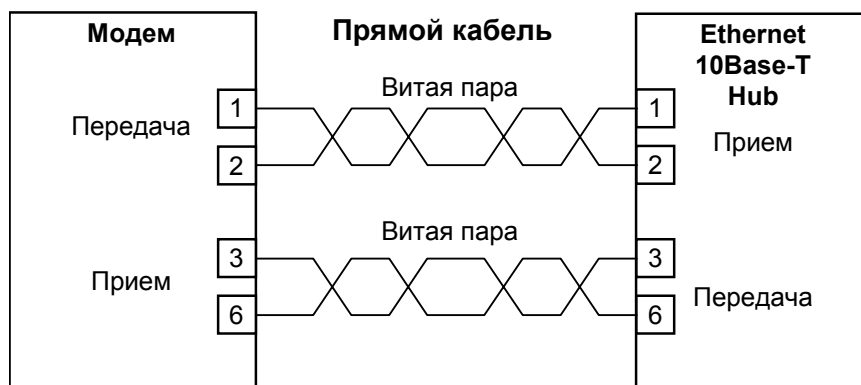 Модем
Прямой кабель
Ethernet
10Base-T
Hub
Витая пара
Передача
1
2
1
2
Прием
Витая пара
Прием
3
6
3
6
Передача